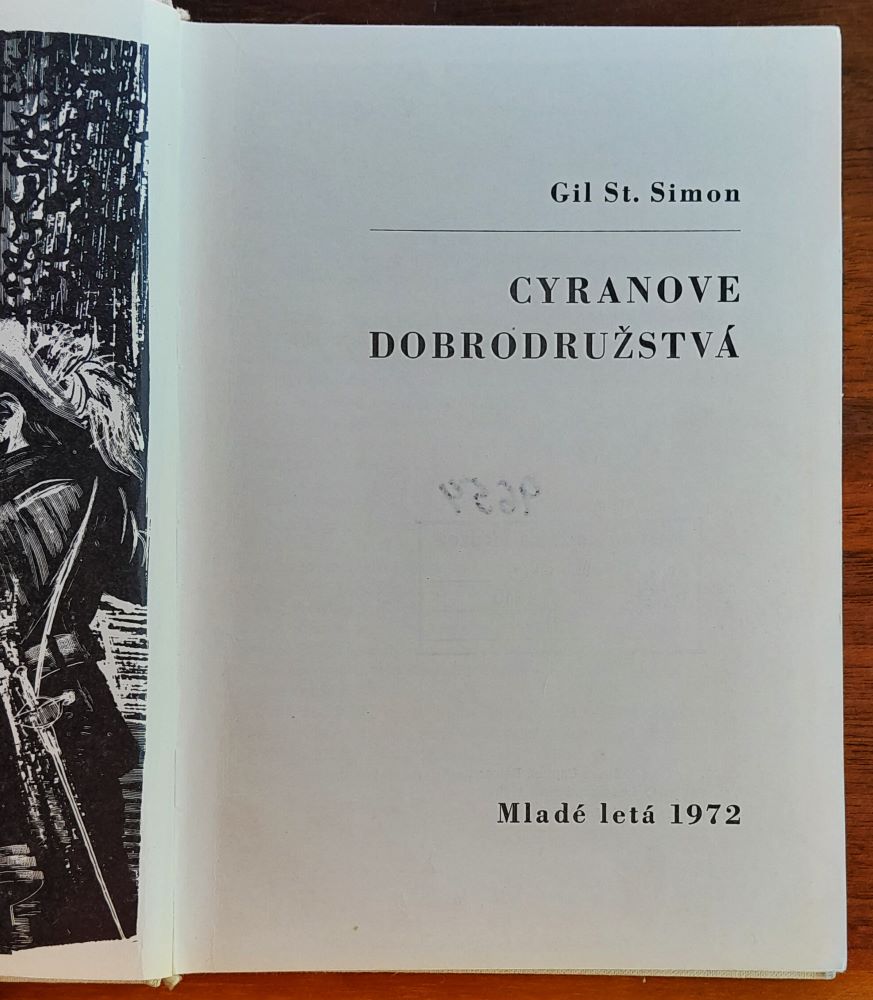 Gil St. Simon
CYRANOVE
DOBRODRUŽSTVÁ
Mladé letá 1972